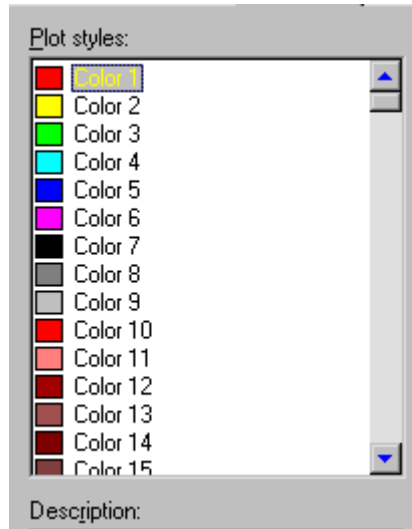 Plot styles:
Color 1
Color 2
Color 3
Color 4
Color 5
Color 6
Color 7
Color 8
Color 9
Color 10
Color 11
Color 12
Color 13
Color 14
Color 15
Description: